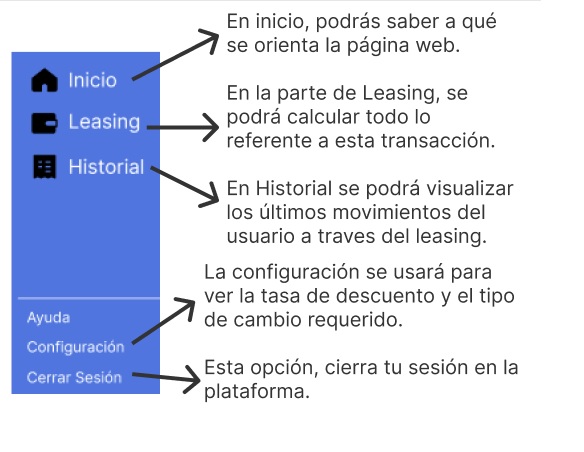 En inicio, podrás saber a qué
se orienta la página web.
Inicio
En la parte de Leasing, se
podrá calcular todo lo
referente a esta transacción.
Leasing
Historial
En Historial se podrá visualizar
los últimos movimientos del
usuario a traves del leasing.
La configuración se usará para
ver la tasa de descuento y el tipo
de cambio requerido.
Ayuda
Configuración
Cerrar Sesión
Esta opción, cierra tu sesión en la
plataforma.